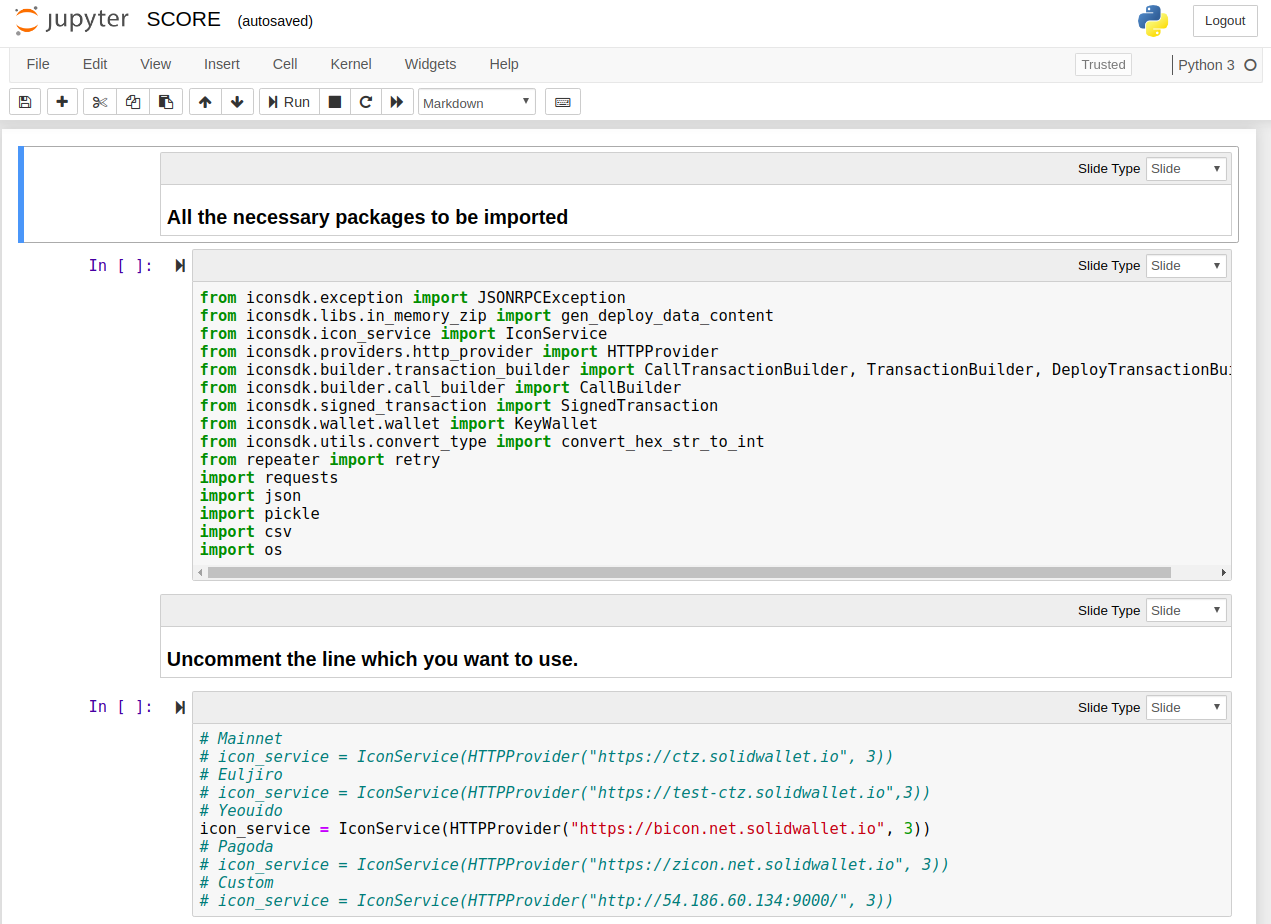 jupyter SCORE (autosaved) Logout
File Edit View Insert Cell Kernel Widgets Help Trusted Python 3
Run Markdown
Slide Type Slide
All the necessary packages to be imported
In [ ]: Slide Type Slide
from iconsdk.exception import JSONRPCException
from iconsdk.libs.in_memory_zip import gen_deploy_data_content
from iconsdk.icon_service import IconService
from iconsdk.providers.http_provider import HTTPProvider
from iconsdk.builder.transaction_builder import CallTransactionBuilder, TransactionBuilder, DeployTransactionBui
from iconsdk.builder.call_builder import CallBuilder
from iconsdk.signed_transaction import SignedTransaction
from iconsdk.wallet.wallet import KeyWallet
from iconsdk.utils.convert_type import convert_hex_str_to_int
from repeater import retry
import requests
import json
import pickle
import csv
import os
Slide Type Slide
Uncomment the line which you want to use.
In [ ]: Slide Type Slide
# Mainnet
# icon_service = IconService(HTTPProvider("https://ctz.solidwallet.io", 3))
# Euljiro
# icon_service = IconService(HTTPProvider("https://test-ctz.solidwallet.io",3))
# Yeouido
icon_service = IconService(HTTPProvider("https://bicon.net.solidwallet.io", 3))
# Pagoda
# icon_service = IconService(HTTPProvider("https://zicon.net.solidwallet.io", 3))
# Custom
# icon_service = IconService(HTTPProvider("http://54.186.60.134:9000/", 3))